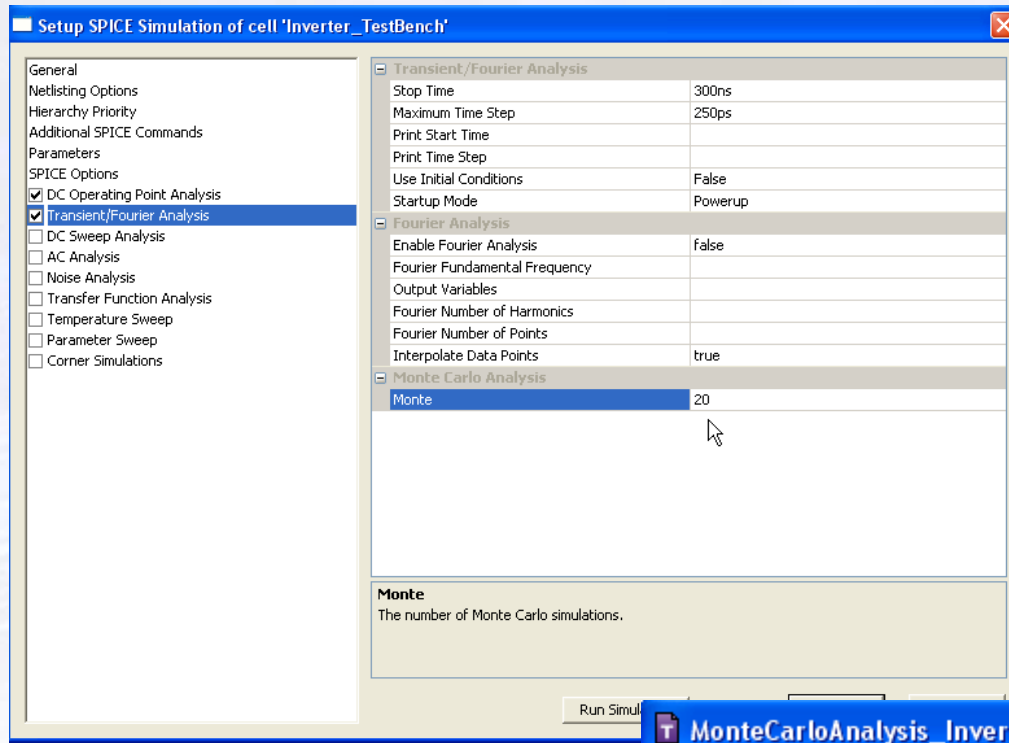 Setup SPICE Simulation of cell 'Inverter_TestBench'
General
Netlisting Options
Hierarchy Priority
Additional SPICE Commands
Parameters
SPICE Options
DC Operating Point Analysis
Transient/Fourier Analysis
DC Sweep Analysis
AC Analysis
Noise Analysis
Transfer Function Analysis
Temperature Sweep
Parameter Sweep
Corner Simulations
Transient/Fourier Analysis
Stop Time 300ns
Maximum Time Step 250ps
Print Start Time
Print Time Step
Use Initial Conditions False
Startup Mode Powerup
Fourier Analysis
Enable Fourier Analysis false
Fourier Fundamental Frequency
Output Variables
Fourier Number of Harmonics
Fourier Number of Points
Interpolate Data Points true
Monte Carlo Analysis
Monte 20
Monte
The number of Monte Carlo simulations.
Run Simul
MonteCarloAnalysis_Inver